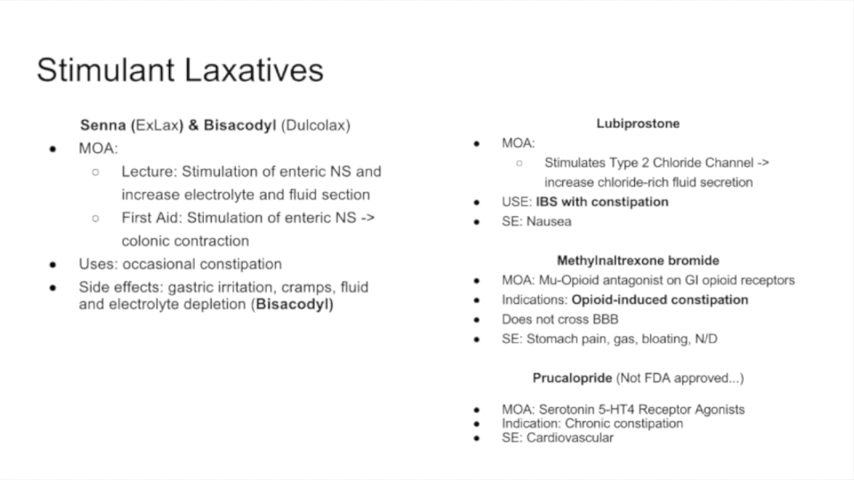 Stimulant Laxatives
Senna (ExLax) & Bisacodyl (Dulcolax)
● MOA:
○ Lecture: Stimulation of enteric NS and
increase electrolyte and fluid section
○ First Aid: Stimulation of enteric NS ->
colonic contraction
● Uses: occasional constipation
● Side effects: gastric irritation, cramps, fluid
and electrolyte depletion (Bisacodyl)
Lubiprostone
● MOA:
○ Stimulates Type 2 Chloride Channel ->
increase chloride-rich fluid secretion
● USE: IBS with constipation
● SE: Nausea
Methylnaltrexone bromide
● MOA: Mu-Opioid antagonist on GI opioid receptors
● Indications: Opioid-induced constipation
● Does not cross BBB
● SE: Stomach pain, gas, bloating, N/D
Prucalopride (Not FDA approved...)
● MOA: Serotonin 5-HT4 Receptor Agonists
● Indication: Chronic constipation
● SE: Cardiovascular